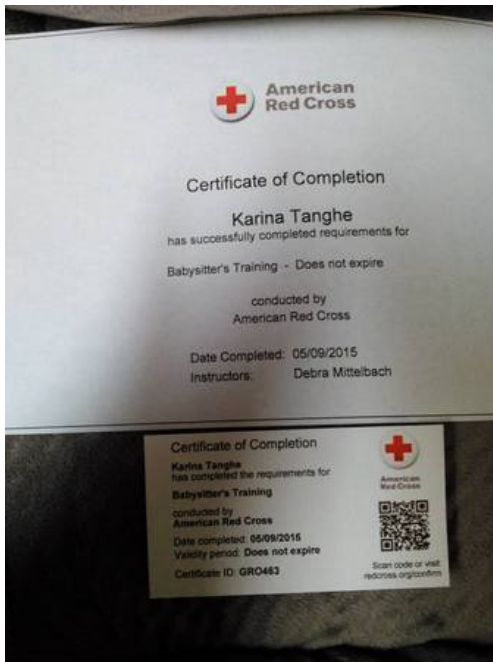 American
Red Cross
Certificate of Completion
Karina Tanghe
has successfully completed requirements for
Babysitter's Training - Does not expire
conducted by
American Red Cross
Date Completed: 05/09/2015
Instructors: Debra Mittelbach
Certificate of Completion
Karina Tanghe
has completed the requirements for
Babysitter's Training
conducted by
American Red Cross
Date completed: 05/09/2015
Validity period: Does not expire
Certificate ID: GRO463
American
Red Cross
Scan code or visit
redcross.org/confirm